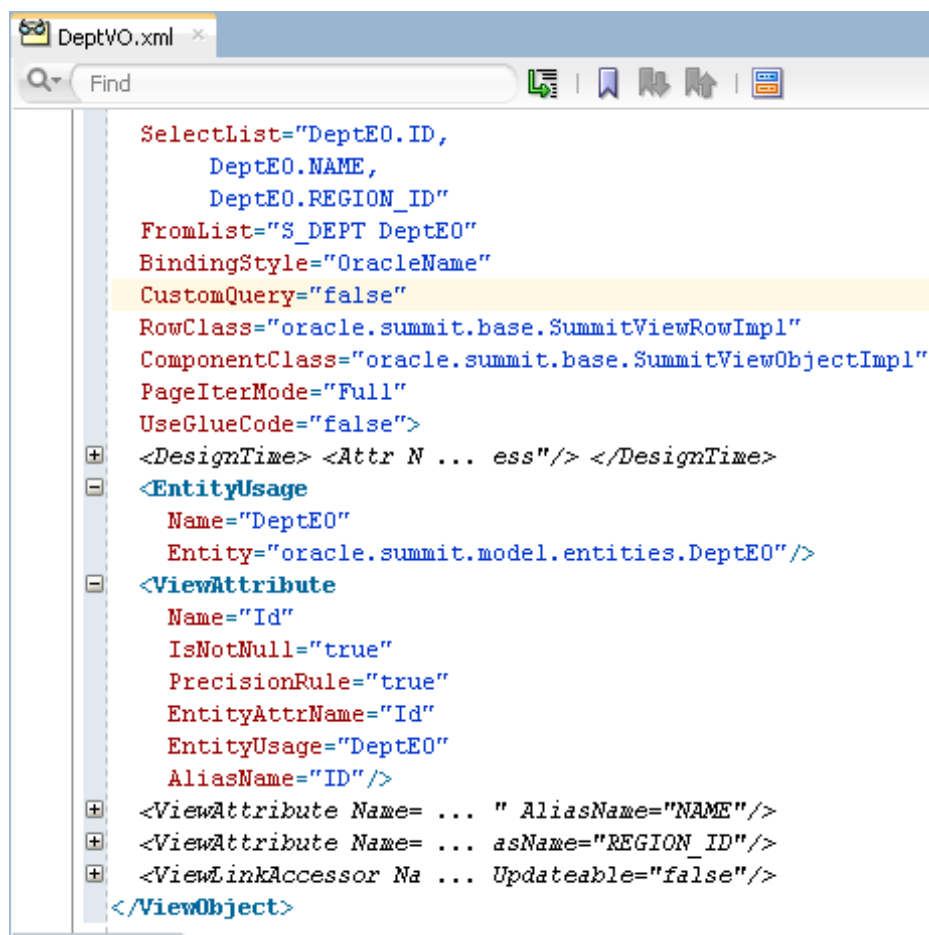 DeptVO.xml
Find
SelectList="DeptEO.ID,
DeptEO.NAME,
DeptEO.REGION_ID"
FromList="S_DEPT DeptEO"
BindingStyle="OracleName"
CustomQuery="false"
RowClass="oracle.summit.base.SummitViewRowImpl"
ComponentClass="oracle.summit.base.SummitViewObjectImpl"
PageIterMode="Full"
UseGlueCode="false">
<DesignTime> <Attr N ... ess"/> </DesignTime>
<EntityUsage
Name="DeptEO"
Entity="oracle.summit.model.entities.DeptEO"/>
<ViewAttribute
Name="Id"
IsNotNull="true"
PrecisionRule="true"
EntityAttrName="Id"
EntityUsage="DeptEO"
AliasName="ID"/>
<ViewAttribute Name= ... " AliasName="NAME"/>
<ViewAttribute Name= ... asName="REGION_ID"/>
<ViewLinkAccessor Na ... Updateable="false"/>
</ViewObject>